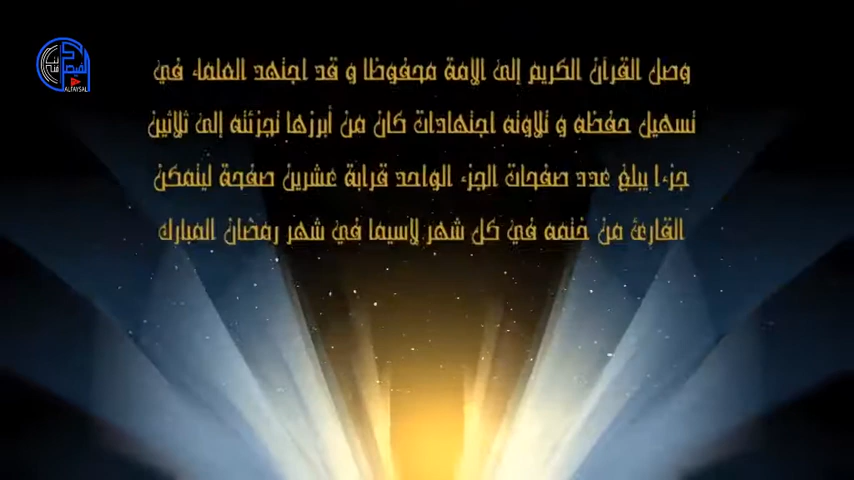 وصل القرآن الكريم إلى الامة محفوظا و قد اجتهد العلماء في
تسهيل حفظه و تلاوته اجتهادات كان من أبرزها تجزئته إلى ثلاثين
جزءا يبلغ عدد صفحات الجزء الواحد قرابة عشرين صفحة ليتمكن
القارئ من ختمه في كل شهر لاسيما في شهر رمضان المبارك
ALFAYSAL